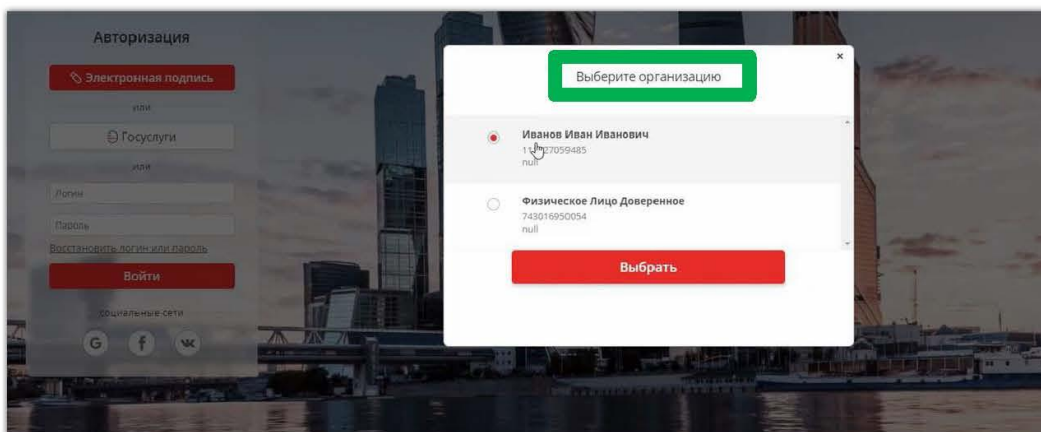 Авторизация
Электронная подпись
или
Госуслуги
или
Логин
Пароль
Восстановить логин или пароль
Войти
социальные сети
G f
×
Выберите организацию
Иванов Иван Иванович
null
Физическое Лицо Доверенное
743016950054
null
Выбрать